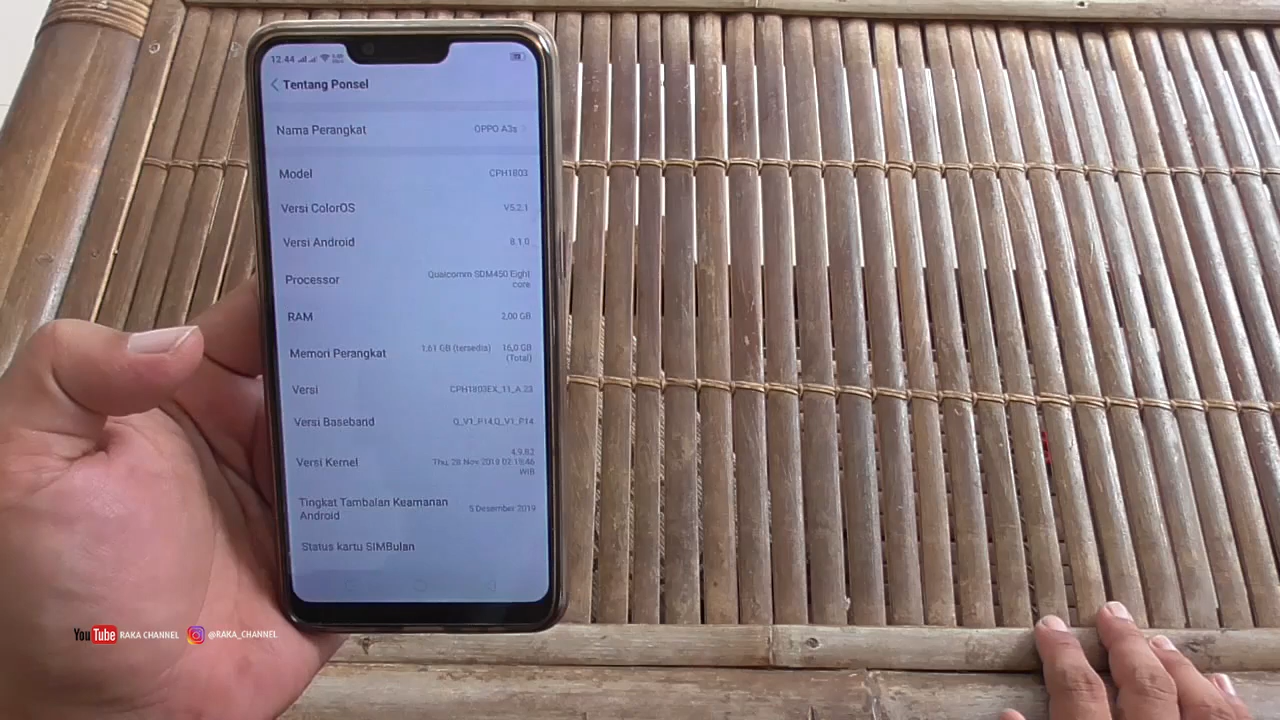 12.44
Tentang Ponsel
Nama Perangkat OPPO A3s
Model CPH1803
Versi ColorOS V5.2.1
Versi Android 8.1.0
Processor Qualcomm SDM450 Eight
core
RAM 2,00 GB
Memori Perangkat 1,61 GB (tersedia) 16,0 GB
(Total)
Versi CPH1803EX_11_A.23
Versi Baseband Q_V1_P14,Q_V1_P14
Versi Kernel 4.9.82
Thu, 28 Nov 2019 02:19:46
WIB
Tingkat Tambalan Keamanan
Android 5 Desember 2019
Status kartu SIMBulan
YouTube RAKA CHANNEL @RAKA_CHANNEL